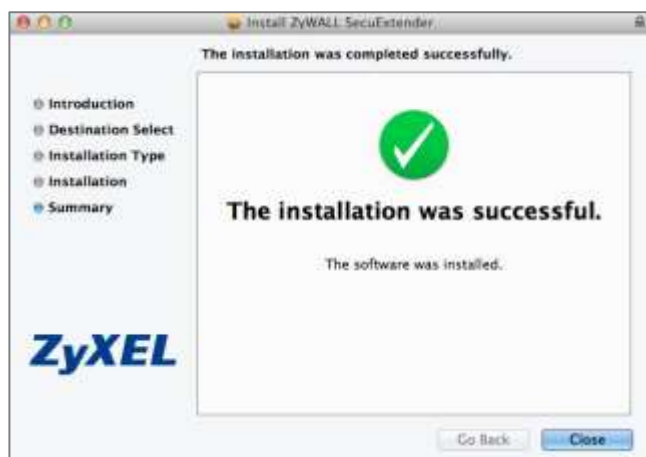 Install ZyWALL SecuExtender
The installation was completed successfully.
Introduction
Destination Select
Installation Type
Installation
Summary
The installation was successful.
The software was installed.
ZyXEL
Go Back
Close